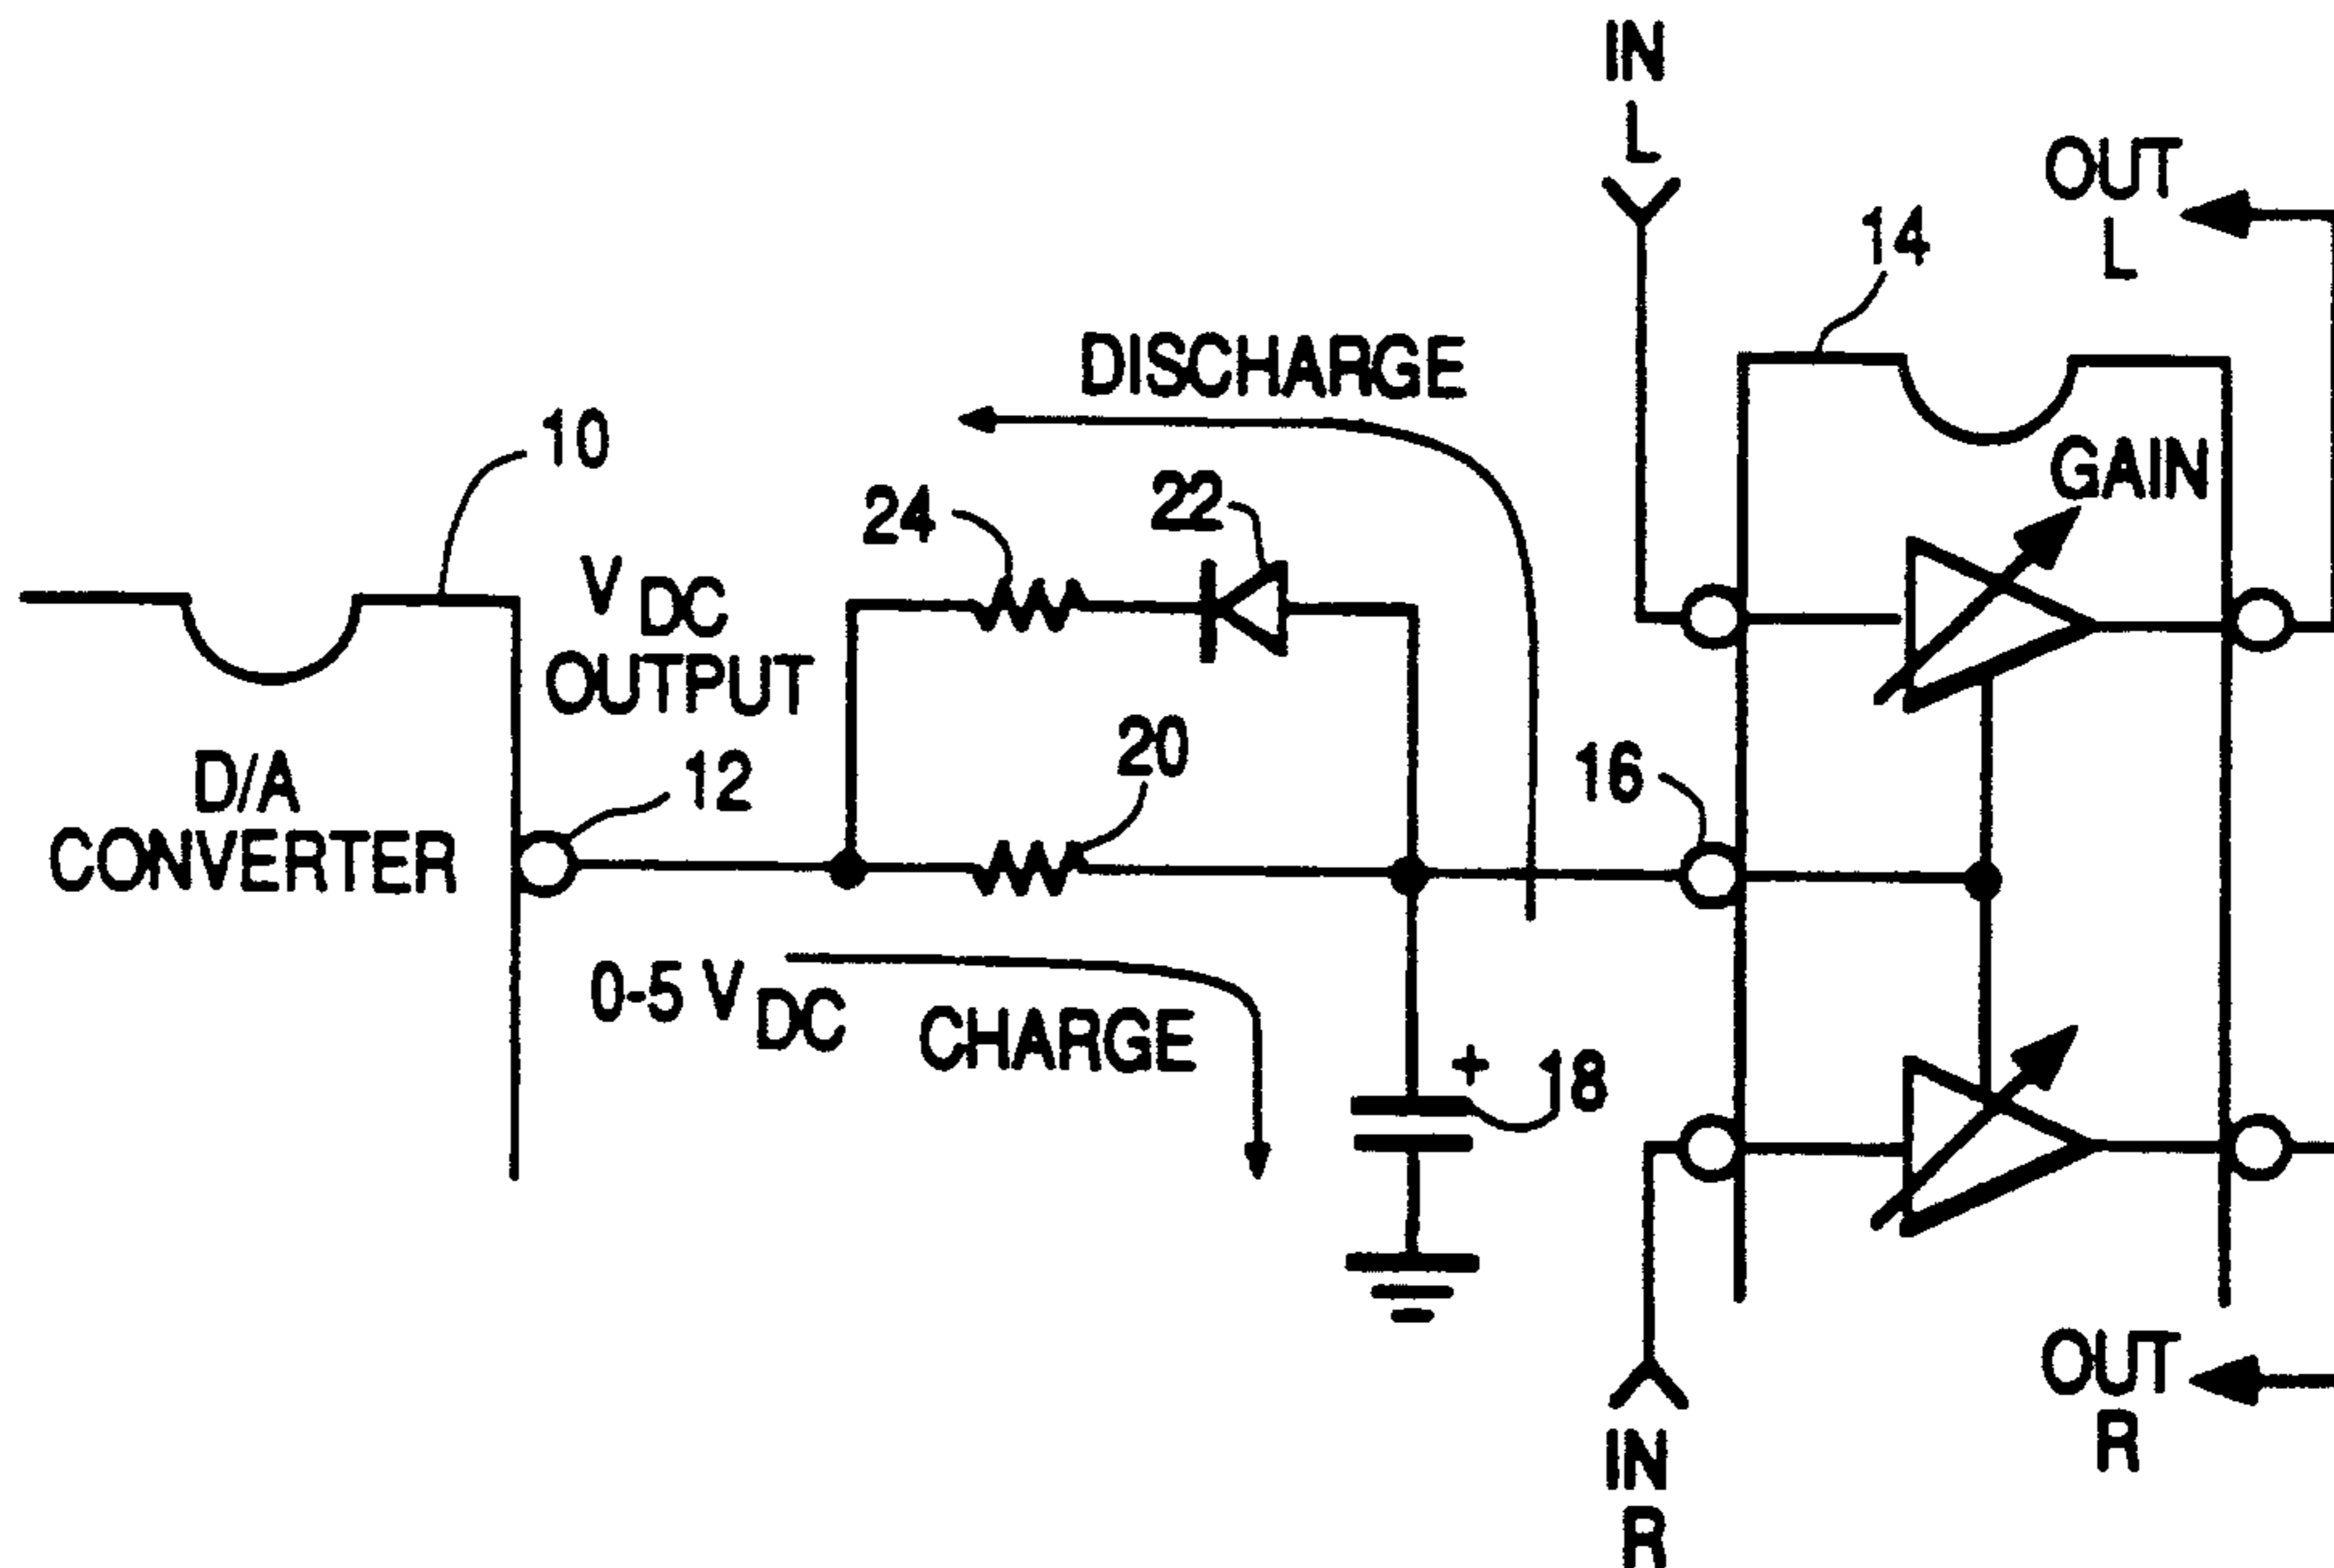 IN
L
OUT
L
14
DISCHARGE
10
GAIN
24
22
V DC
OUTPUT
20
16
12
D/A
CONVERTER
0-5 V DC
CHARGE
+
18
OUT
R
IN
R